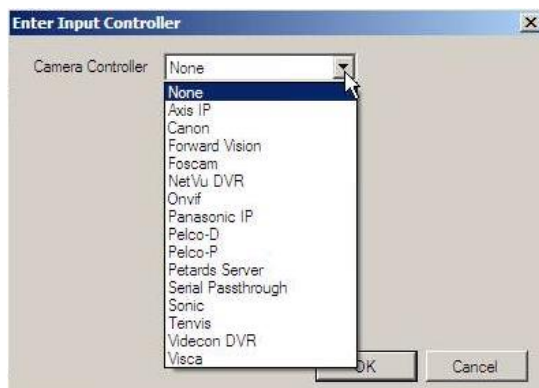 Enter Input Controller
Camera Controller None
None
Axis IP
Canon
Forward Vision
Foscam
NetVu DVR
Onvif
Panasonic IP
Pelco-D
Pelco-P
Petards Server
Serial Passthrough
Sonic
Tenvis
Videcon DVR
Visca
OK Cancel